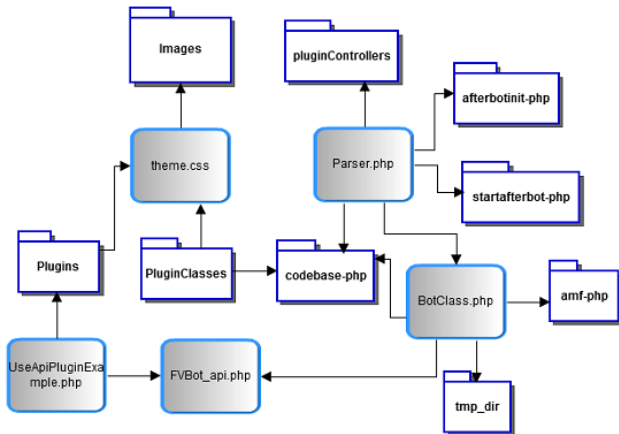 Images
pluginControllers
afterbotinit-php
theme.css
Parser.php
startafterbot-php
Plugins
PluginClasses
codebase-php
BotClass.php
amf-php
UseApiPluginExa
mple.php
FVBot_api.php
tmp_dir